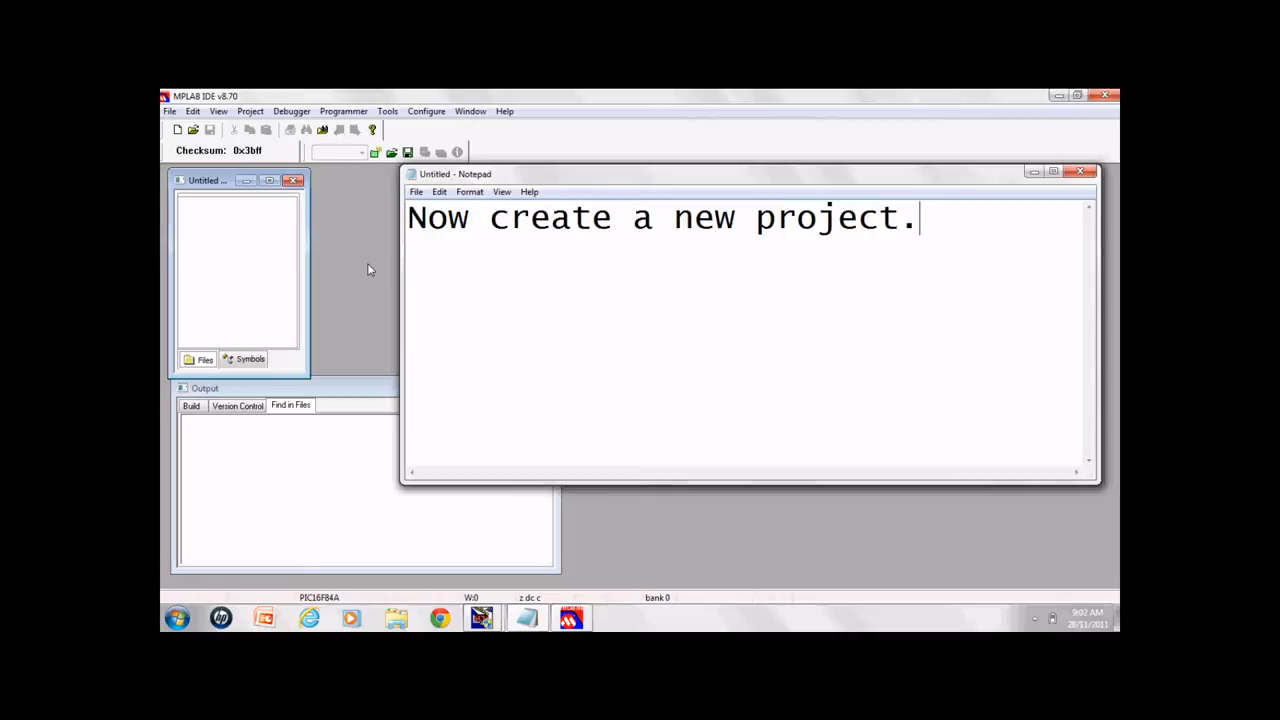 MPLAB IDE v8.70
File Edit View Project Debugger Programmer Tools Configure Window Help
Checksum: 0x3bff
Untitled ...
Untitled - Notepad
File Edit Format View Help
Now create a new project.
Files Symbols
Output
Build Version Control Find in Files
PIC16F84A W:0 z dc c bank 0
9:02 AM
28/11/2011